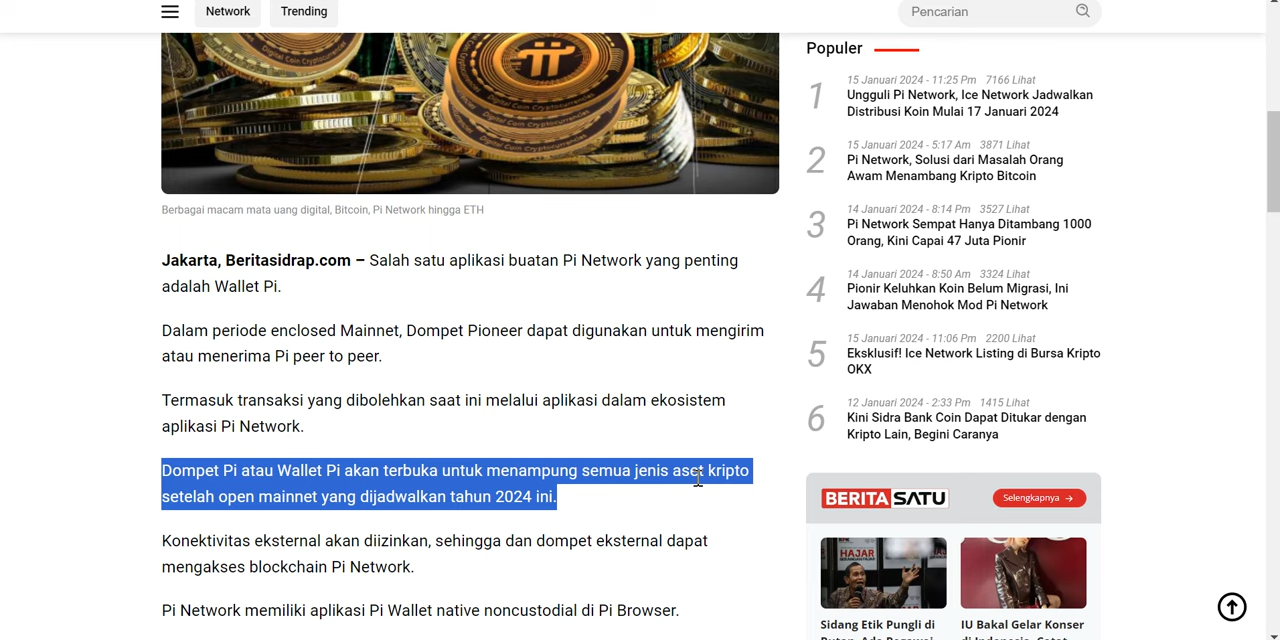 Network
Trending
Pencarian
Digital Coin Cryptocurrencies
Berbagai macam mata uang digital, Bitcoin, Pi Network hingga ETH
Jakarta, Beritasidrap.com – Salah satu aplikasi buatan Pi Network yang penting
adalah Wallet Pi.
Dalam periode enclosed Mainnet, Dompet Pioneer dapat digunakan untuk mengirim
atau menerima Pi peer to peer.
Termasuk transaksi yang dibolehkan saat ini melalui aplikasi dalam ekosistem
aplikasi Pi Network.
Dompet Pi atau Wallet Pi akan terbuka untuk menampung semua jenis aset kripto
setelah open mainnet yang dijadwalkan tahun 2024 ini.
Konektivitas eksternal akan diizinkan, sehingga dan dompet eksternal dapat
mengakses blockchain Pi Network.
Pi Network memiliki aplikasi Pi Wallet native noncustodial di Pi Browser.
Populer
1
15 Januari 2024 - 11:25 Pm 7166 Lihat
Ungguli Pi Network, Ice Network Jadwalkan
Distribusi Koin Mulai 17 Januari 2024
2
15 Januari 2024 - 5:17 Am 3871 Lihat
Pi Network, Solusi dari Masalah Orang
Awam Menambang Kripto Bitcoin
3
14 Januari 2024 - 8:14 Pm 3527 Lihat
Pi Network Sempat Hanya Ditambang 1000
Orang, Kini Capai 47 Juta Pionir
4
14 Januari 2024 - 8:50 Am 3324 Lihat
Pionir Keluhkan Koin Belum Migrasi, Ini
Jawaban Menohok Mod Pi Network
5
15 Januari 2024 - 11:06 Pm 2200 Lihat
Eksklusif! Ice Network Listing di Bursa Kripto
OKX
6
12 Januari 2024 - 2:33 Pm 1415 Lihat
Kini Sidra Bank Coin Dapat Ditukar dengan
Kripto Lain, Begini Caranya
BERITASATU
Selengkapnya
HAJAR
Sidang Etik Pungli di
IU Bakal Gelar Konser